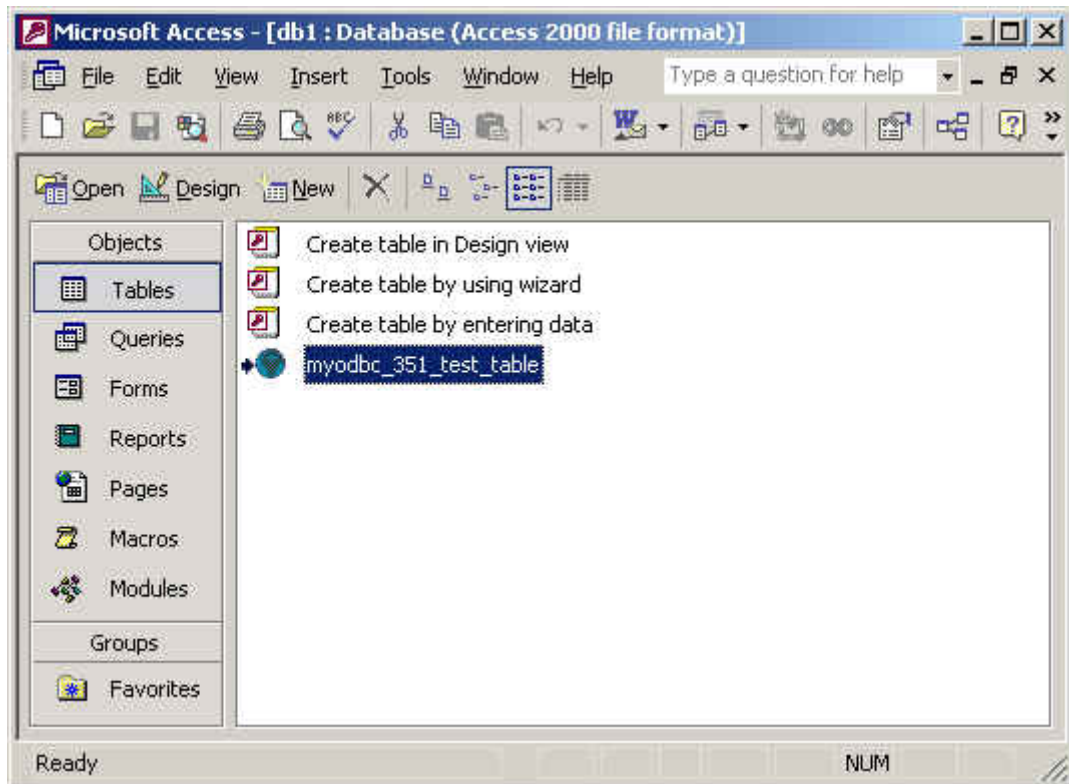 Microsoft Access - [db1 : Database (Access 2000 file format)]
File Edit View Insert Tools Window Help Type a question for help
ABC
Open Design New
Objects
Tables
Queries
Forms
Reports
Pages
Macros
Modules
Groups
Favorites
Create table in Design view
Create table by using wizard
Create table by entering data
myodbc_351_test_table
Ready NUM